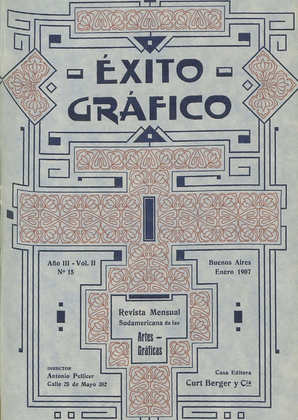 ÉXITO
GRÁFICO
Año III - Vol. II
Nº 15
Buenos Aires
Enero 1907
Revista Mensual
Sudamericana de las
Artes -
Gráficas
DIRECTOR
Antonio Pellicer
Calle 25 de Mayo 382
Casa Editora
Curt Berger y Cía